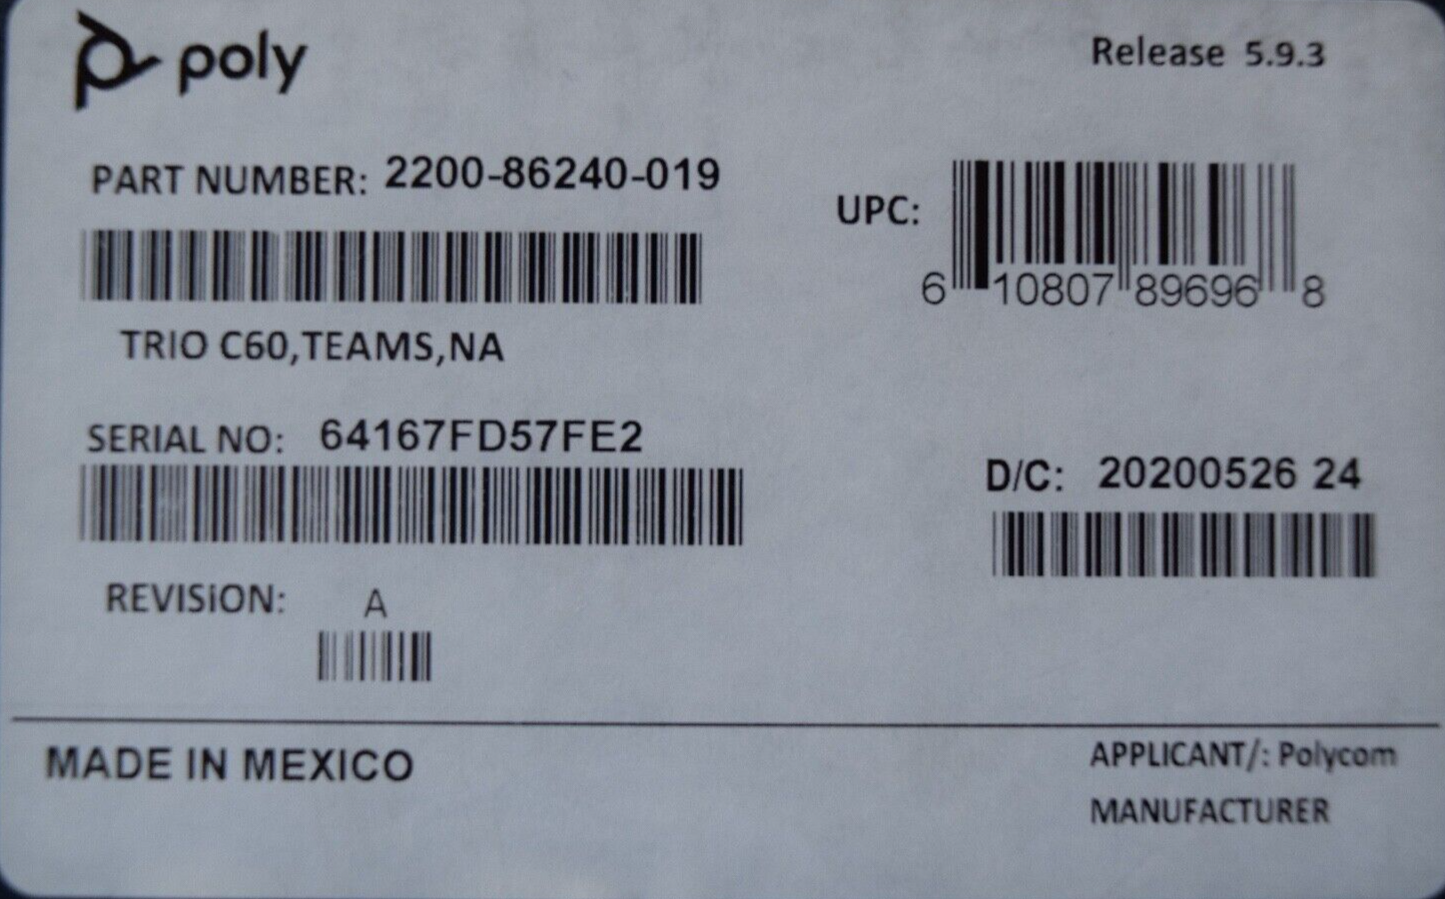 poly
Release 5.9.3
PART NUMBER: 2200-86240-019
UPC:
6 10807 89696 8
TRIO C60,TEAMS,NA
SERIAL NO: 64167FD57FE2
D/C: 20200526 24
REVISiON: A
MADE IN MEXICO
APPLICANT/: Polycom
MANUFACTURER